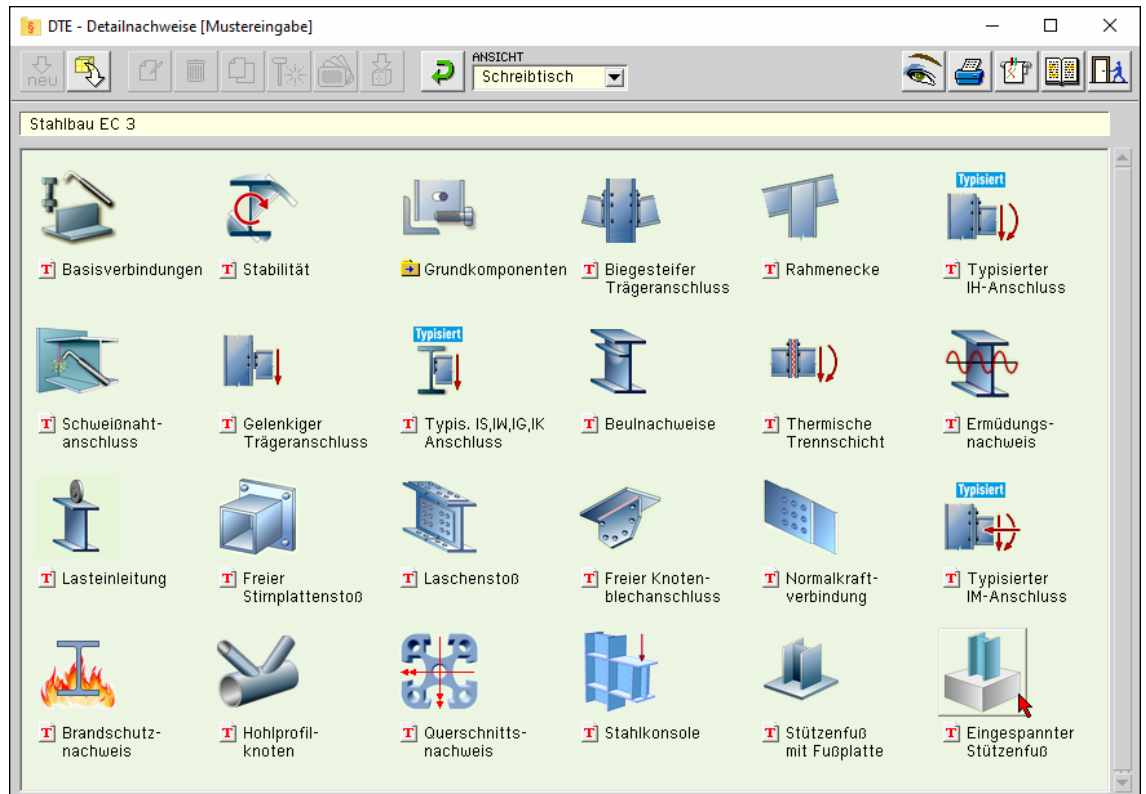 DTE - Detailnachweise [Mustereingabe]
neu
ANSICHT
Schreibtisch
Stahlbau EC 3
Typisiert
T Basisverbindungen
T Stabilität
Grundkomponenten
T Biegesteifer
Trägeranschluss
T Rahmenecke
T Typisierter
IH-Anschluss
Typisiert
T Schweißnaht-
anschluss
T Gelenkiger
Trägeranschluss
T Typis. IS,IW,IG,IK
Anschluss
T Beulnachweise
T Thermische
Trennschicht
T Ermüdungs-
nachweis
Typisiert
T Lasteinleitung
T Freier
Stirnplattenstoß
T Laschenstoß
T Freier Knoten-
blechanschluss
T Normalkraft-
verbindung
T Typisierter
IM-Anschluss
T Brandschutz-
nachweis
T Hohlprofil-
knoten
T Querschnitts-
nachweis
T Stahlkonsole
T Stützenfuß
mit Fußplatte
T Eingespannter
Stützenfuß